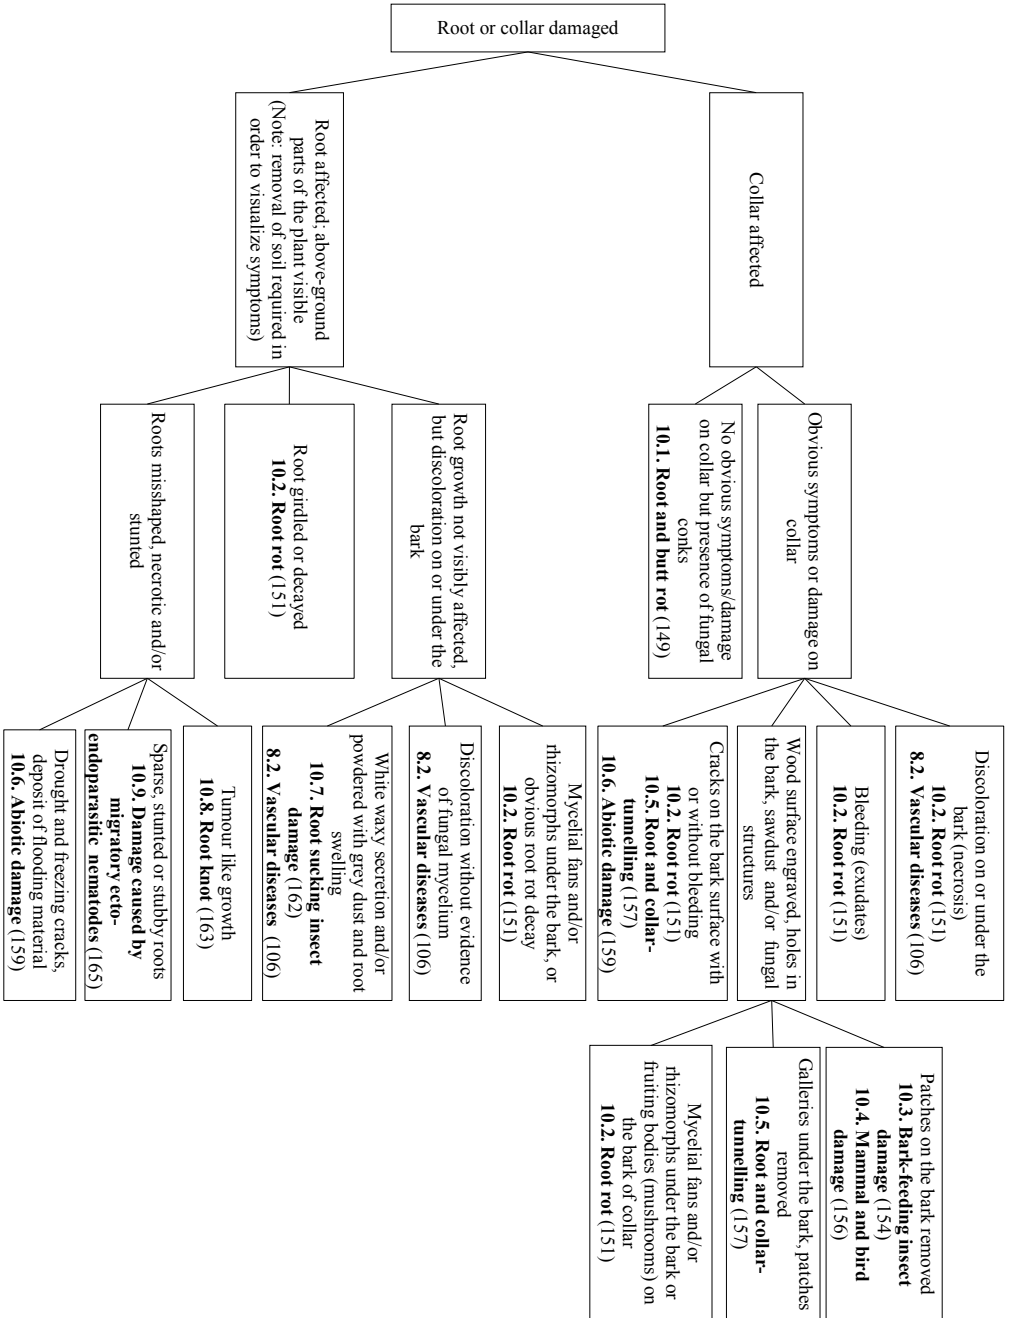 Root or collar damaged
Collar affected
Obvious symptoms or damage on
collar
Discoloration on or under the
bark (necrosis)
10.2. Root rot (151)
8.2. Vascular diseases (106)
Bleeding (exudates)
10.2. Root rot (151)
Wood surface engraved, holes in
the bark, sawdust and/or fungal
structures
Patches on the bark removed
10.3. Bark-feeding insect
damage (154)
10.4. Mammal and bird
damage (156)
Galleries under the bark, patches
removed
10.5. Root and collar-
tunnelling (157)
Mycelial fans and/or
rhizomorphs under the bark or
fruiting bodies (mushrooms) on
the bark of collar
10.2. Root rot (151)
Cracks on the bark surface with
or without bleeding
10.2. Root rot (151)
10.5. Root and collar-
tunnelling (157)
10.6. Abiotic damage (159)
No obvious symptoms/damage
on collar but presence of fungal
conks
10.1. Root and butt rot (149)
Root affected; above-ground
parts of the plant visible
(Note: removal of soil required in
order to visualize symptoms)
Root growth not visibly affected,
but discoloration on or under the
bark
Mycelial fans and/or
rhizomorphs under the bark, or
obvious root rot decay
10.2. Root rot (151)
Discoloration without evidence
of fungal mycelium
8.2. Vascular diseases (106)
White waxy secretion and/or
powdered with grey dust and root
swelling
10.7. Root sucking insect
damage (162)
8.2. Vascular diseases (106)
Root girdled or decayed
10.2. Root rot (151)
Roots misshaped, necrotic and/or
stunted
Tumour like growth
10.8. Root knot (163)
Sparse, stunted or stubby roots
10.9. Damage caused by
migratory ecto-
endoparasitic nematodes (165)
Drought and freezing cracks,
deposit of flooding material
10.6. Abiotic damage (159)